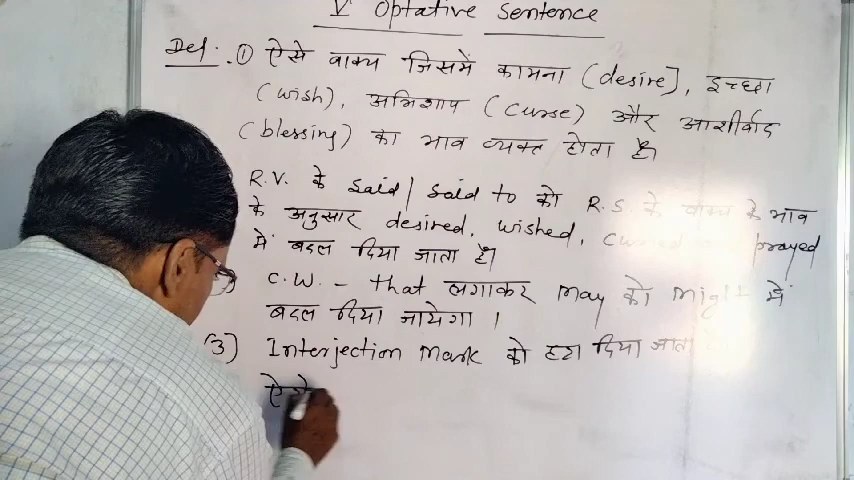 V Optative Sentence
Def. ① ऐसे वाक्य जिसमें कामना (desire), इच्छा
(wish), अभिशाप (curse) और आशीर्वाद
(blessing) का भाव व्यक्त होता है।
R.V. के said / said to को R.S. के वाक्य के भाव
के अनुसार desired, wished, prayed
में बदल दिया जाता है।
C.W. - that लगाकर may को might में
बदल दिया जायेगा ।
(3) Interjection mark को हटा दिया जाता
ऐसे